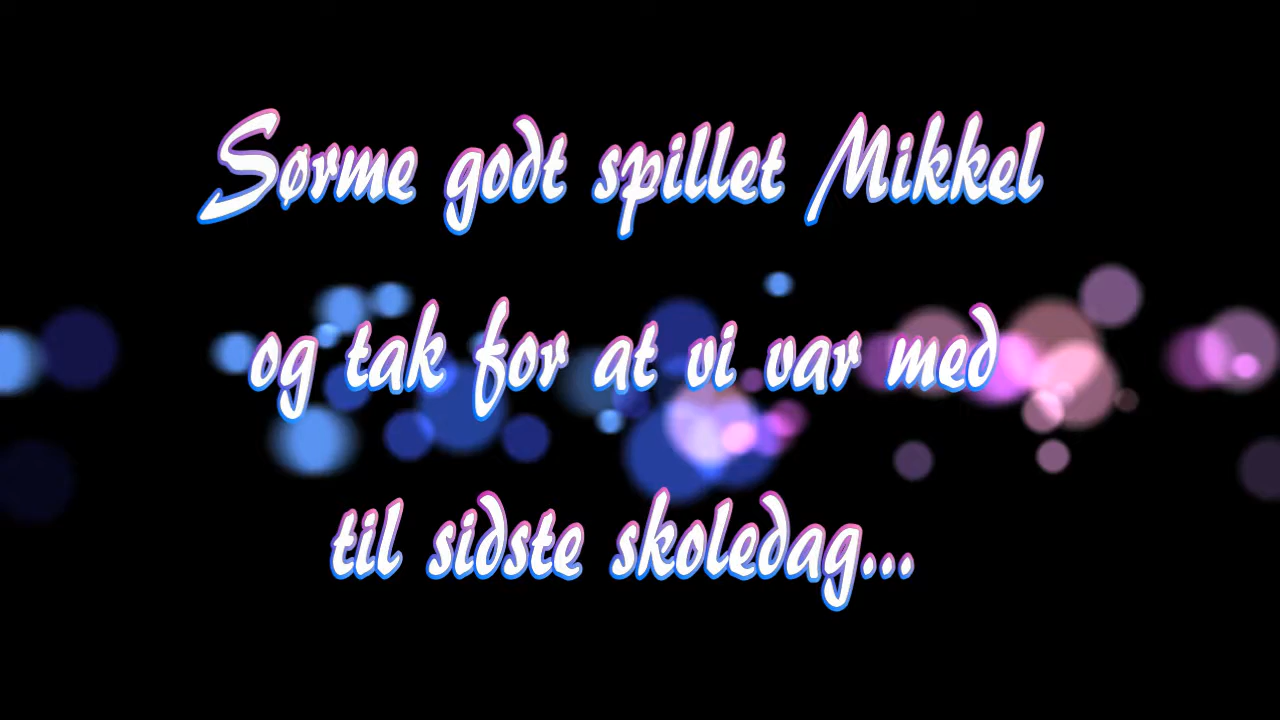 Sørme godt spillet Mikkel
og tak for at vi var med
til sidste skoledag...